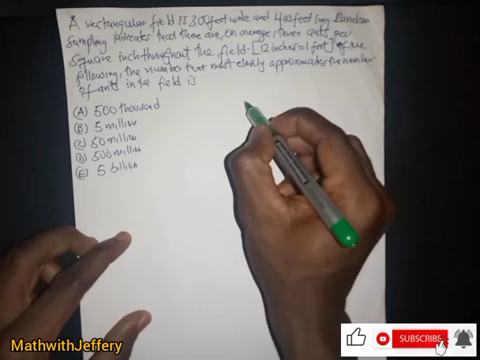 A rectangular field is 300 feet wide and 400 feet long. Random
Sampling indicates that there are, on average, three ants per
Square inch throughout the field. [12 inches = 1 foot] Of the
following, the number that most closely approximates the number
of ants in the field is
(A) 500 thousand
(B) 5 million
(C) 50 million
(D) 500 million
(E) 5 billion
MathwithJeffery
SUBSCRIBE